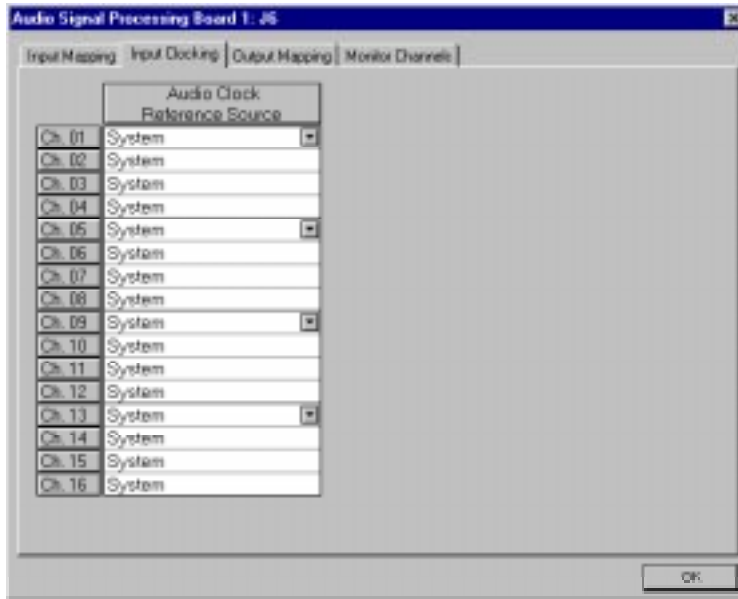 Audio Signal Processing Board 1: J6
Input Mapping Input Clocking Output Mapping Monitor Channels
Audio Clock
Reference Source
Ch. 01 System
Ch. 02 System
Ch. 03 System
Ch. 04 System
Ch. 05 System
Ch. 06 System
Ch. 07 System
Ch. 08 System
Ch. 09 System
Ch. 10 System
Ch. 11 System
Ch. 12 System
Ch. 13 System
Ch. 14 System
Ch. 15 System
Ch. 16 System
OK